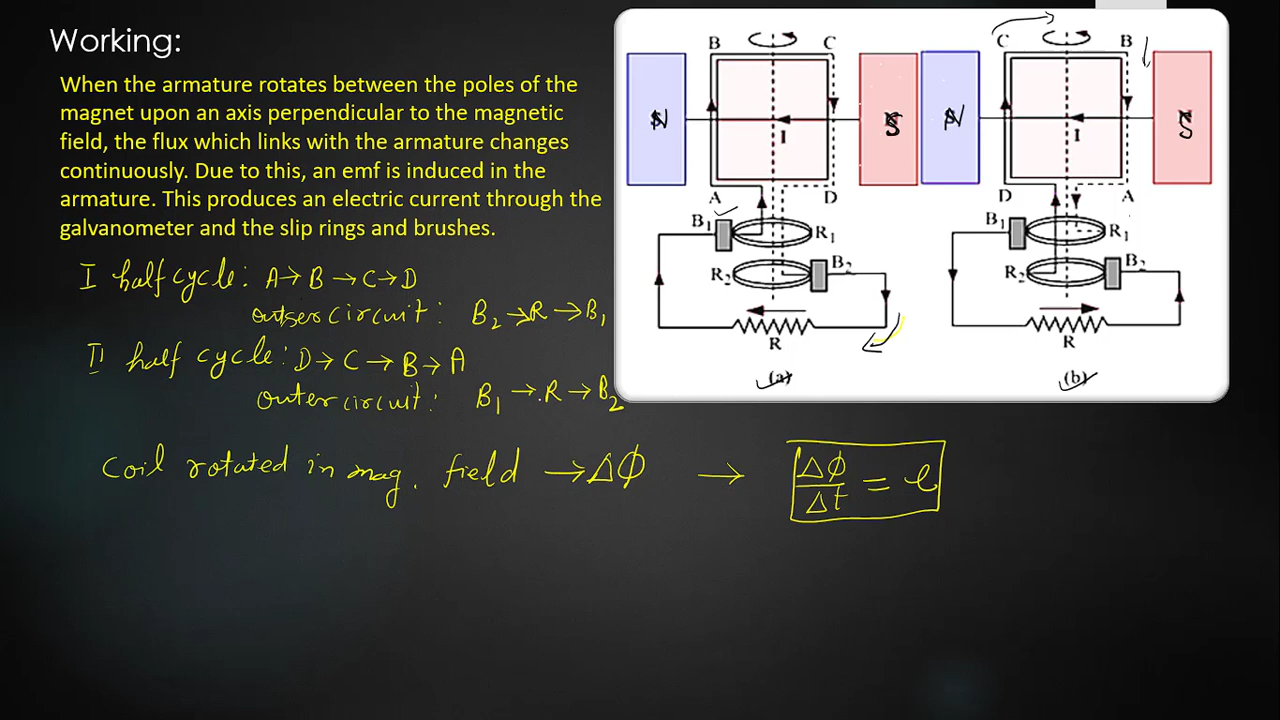 Working:
When the armature rotates between the poles of the
magnet upon an axis perpendicular to the magnetic
field, the flux which links with the armature changes
continuously. Due to this, an emf is induced in the
armature. This produces an electric current through the
galvanometer and the slip rings and brushes.
I half cycle: A → B → C → D
outer circuit: B2 → R → B1
II half cycle: D → C → B → A
outer circuit: B1 → R → B2
coil rotated in mag. field → ΔΦ → ΔΦ/Δt = e
B C
N S
I
A D
B1 R1
R2 B2
R
(a)
C B
N S
I
D A
B1 R1
R2 B2
R
(b)